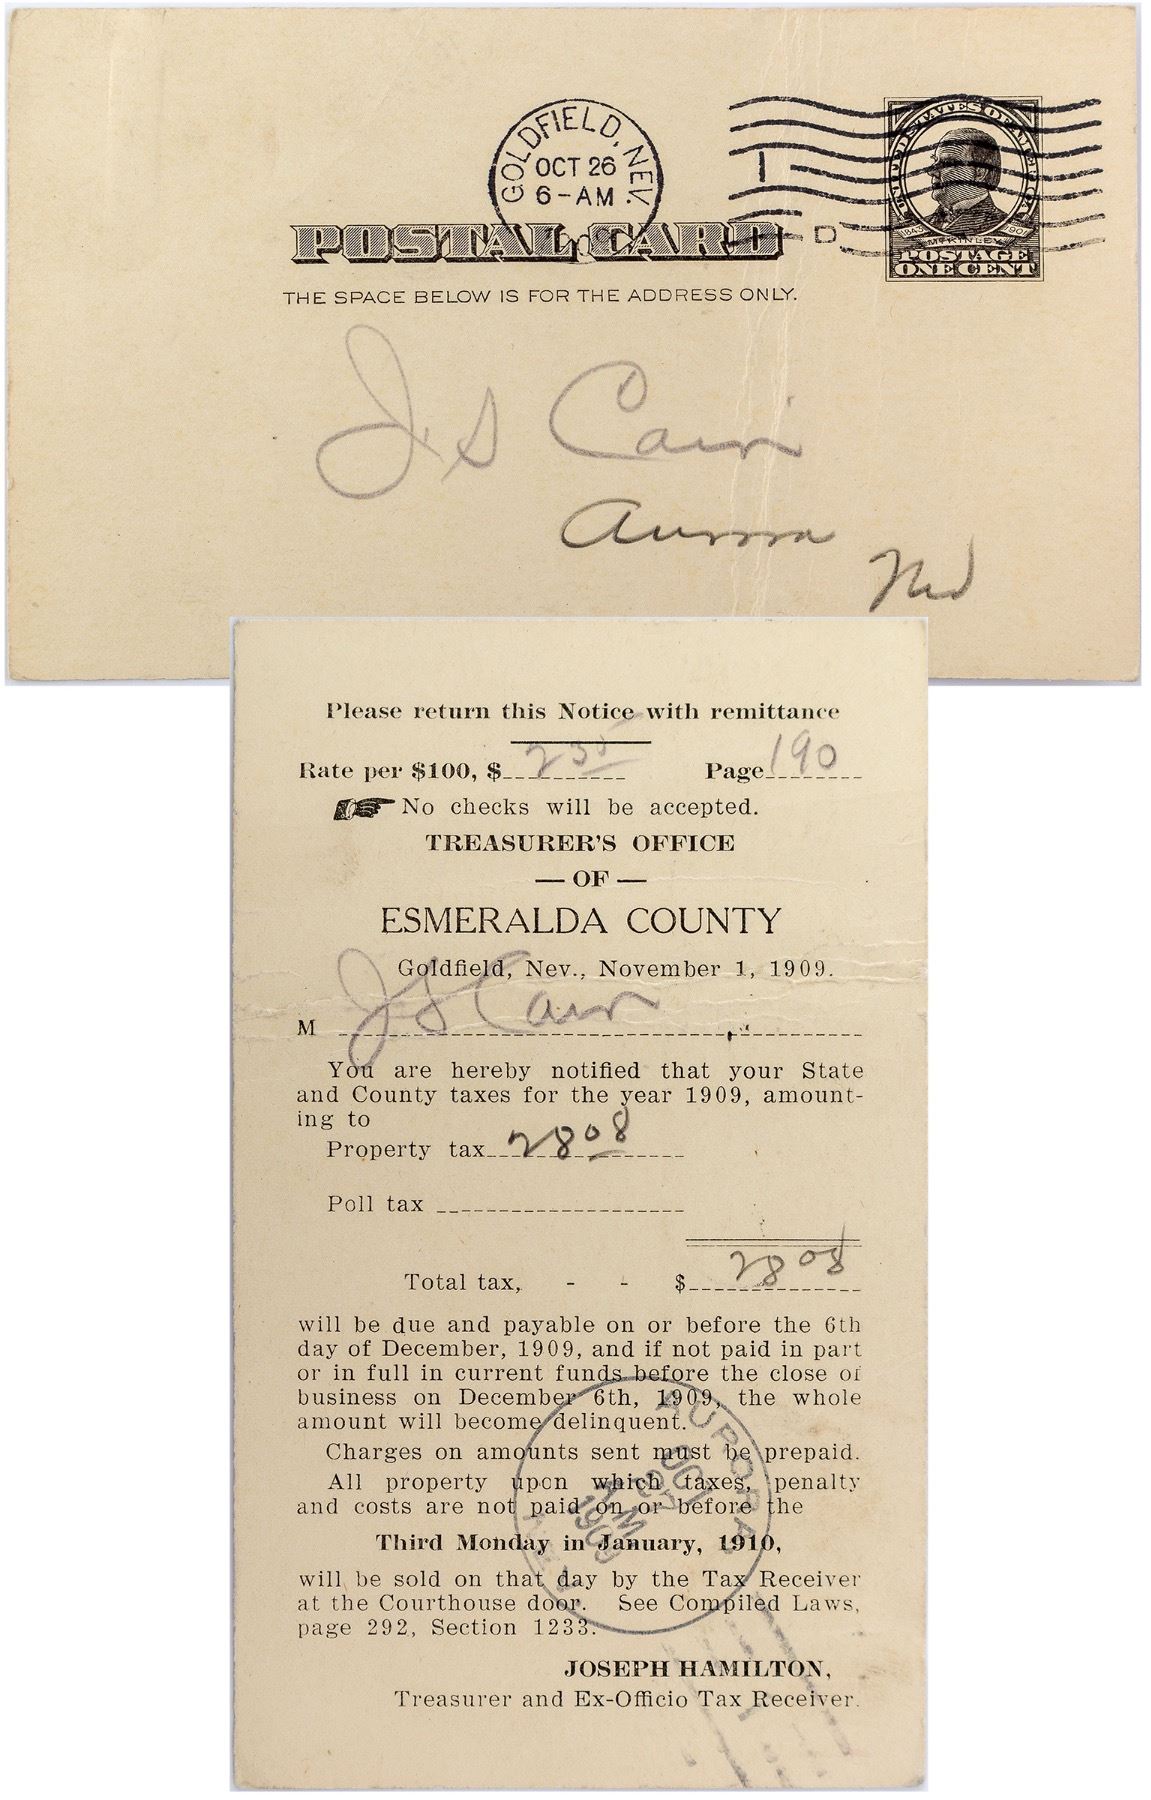 GOLDFIELD, NEV.
OCT 26
6-AM
1
D
UNITED STATES OF AMERICA
1843 1901
McKINLEY
POSTAGE
ONE CENT
POSTAL CARD
THE SPACE BELOW IS FOR THE ADDRESS ONLY.
J. S Cain
Aurora
Nev
Please return this Notice with remittance
Rate per $100, $ 2 55 Page 190
No checks will be accepted.
TREASURER'S OFFICE
— OF —
ESMERALDA COUNTY
Goldfield, Nev., November 1, 1909.
M J S Cain
You are hereby notified that your State
and County taxes for the year 1909, amount-
ing to
Property tax 28 08
Poll tax
Total tax, - - $ 28 08
will be due and payable on or before the 6th
day of December, 1909, and if not paid in part
or in full in current funds before the close of
business on December 6th, 1909, the whole
amount will become delinquent.
Charges on amounts sent must be prepaid.
All property upon which taxes, penalty
and costs are not paid on or before the
Third Monday in January, 1910,
will be sold on that day by the Tax Receiver
at the Courthouse door. See Compiled Laws,
page 292, Section 1233.
JOSEPH HAMILTON,
Treasurer and Ex-Officio Tax Receiver.
AURORA
OCT
27
AM
1909
NEV